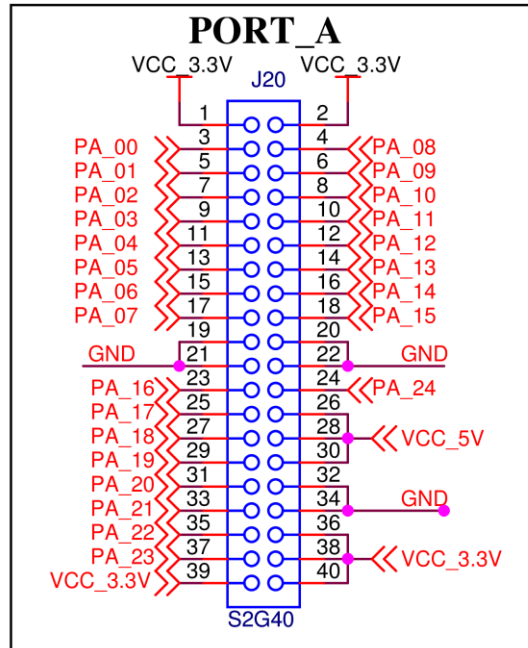 PORT_A
VCC_3.3V VCC_3.3V
J20
1 2
PA_00 3 4 PA_08
PA_01 5 6 PA_09
PA_02 7 8 PA_10
PA_03 9 10 PA_11
PA_04 11 12 PA_12
PA_05 13 14 PA_13
PA_06 15 16 PA_14
PA_07 17 18 PA_15
19 20
GND 21 22 GND
PA_16 23 24 PA_24
PA_17 25 26
PA_18 27 28 VCC_5V
PA_19 29 30
PA_20 31 32
PA_21 33 34 GND
PA_22 35 36
PA_23 37 38 VCC_3.3V
VCC_3.3V 39 40
S2G40